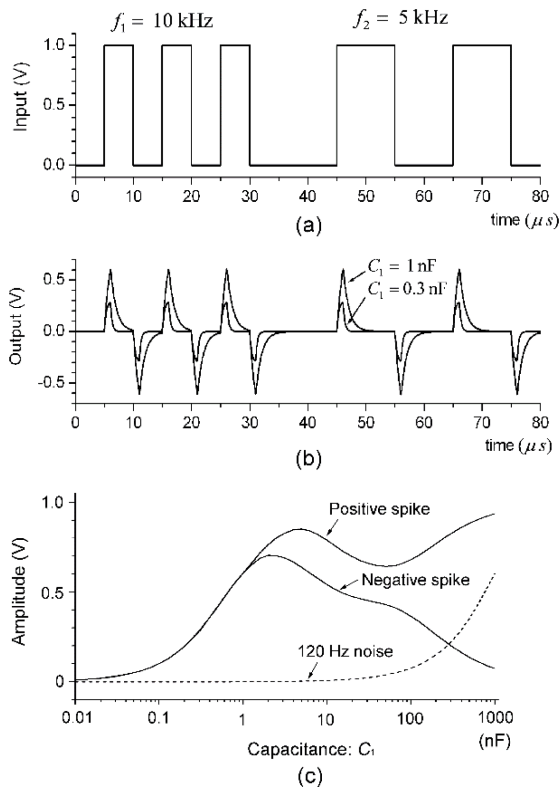 f₁ = 10 kHz f₂ = 5 kHz
Input (V)
1.0
0.5
0.0
0 10 20 30 40 50 60 70 80
time (μs)
(a)
Output (V)
0.5
0.0
-0.5
C₁ = 1 nF
C₁ = 0.3 nF
0 10 20 30 40 50 60 70 80
time (μs)
(b)
Amplitude (V)
1.0
0.5
0
Positive spike
Negative spike
120 Hz noise
0.01 0.1 1 10 100 1000
Capacitance: C₁
(nF)
(c)